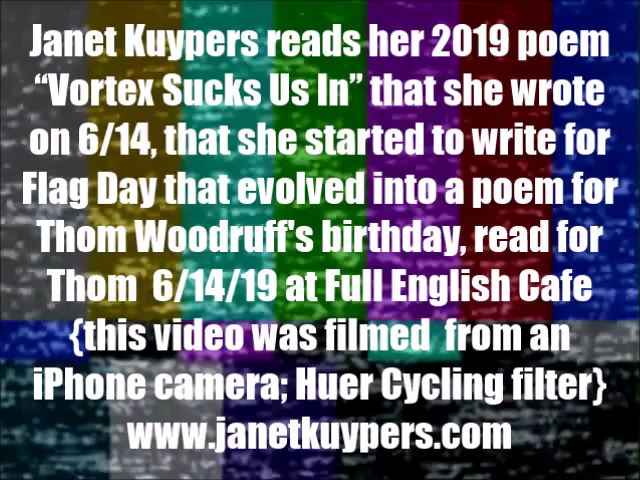 Janet Kuypers reads her 2019 poem
“Vortex Sucks Us In” that she wrote
on 6/14, that she started to write for
Flag Day that evolved into a poem for
Thom Woodruff's birthday, read for
Thom 6/14/19 at Full English Cafe
{this video was filmed from an
iPhone camera; Huer Cycling filter}
www.janetkuypers.com